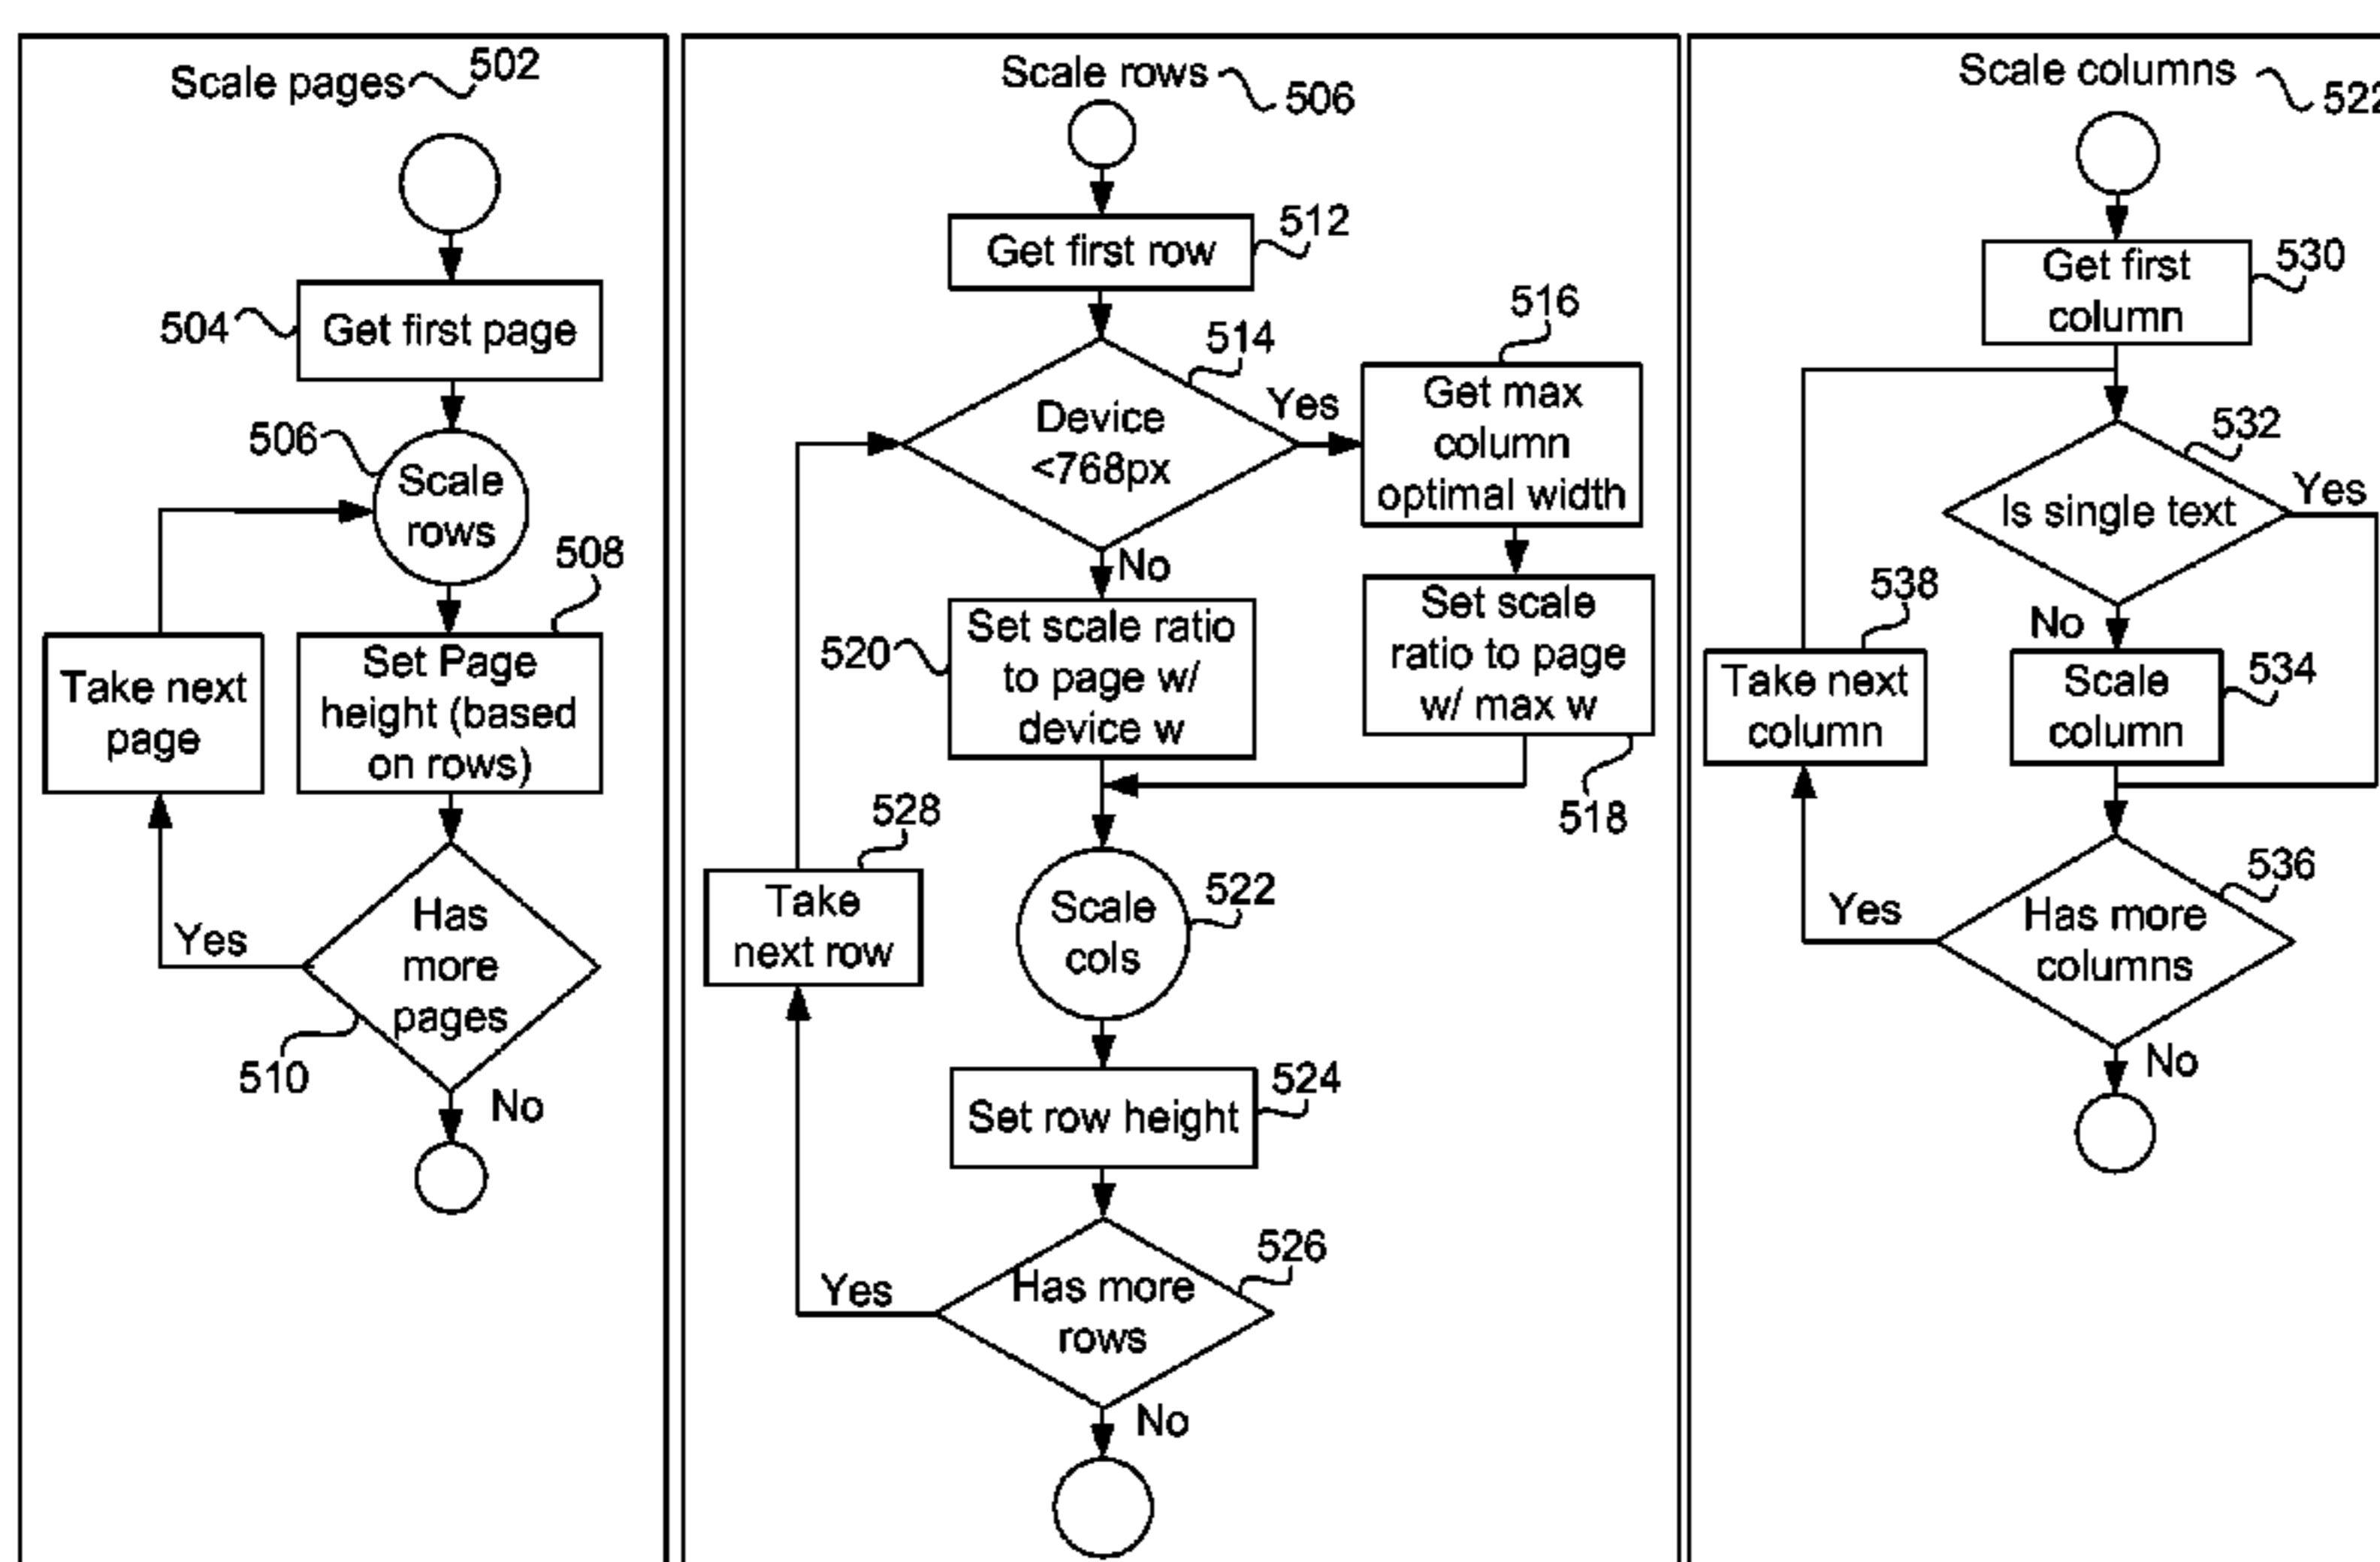 Scale pages 502
504 Get first page
506
Scale
rows
508
Take next
page
Set Page
height (based
on rows)
Yes
Has
more
pages
510
No
Scale rows 506
Get first row
512
514
Device
<768px
Yes
516
Get max
column
optimal width
No
520
Set scale ratio
to page w/
device w
Set scale
ratio to page
w/ max w
518
528
Take
next row
Scale
cols
522
Set row height
524
Yes
Has more
rows
526
No
Scale columns 522
Get first
column
530
532
Is single text
Yes
No
538
Take next
column
Scale
column
534
Yes
Has more
columns
536
No